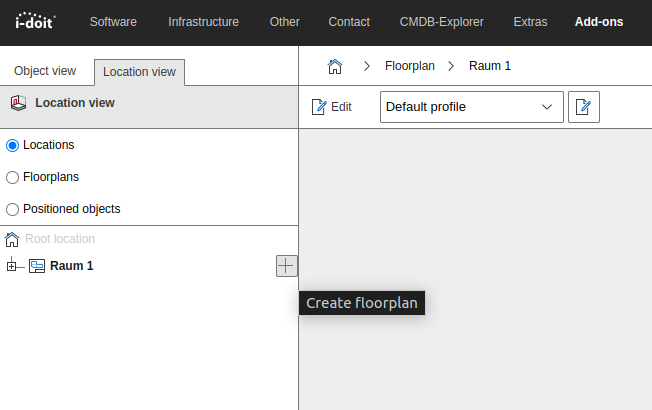 i-doit Software Infrastructure Other Contact CMDB-Explorer Extras Add-ons
Object view Location view
Floorplan Raum 1
Location view
Edit Default profile
Locations
Floorplans
Positioned objects
Root location
Raum 1
Create floorplan